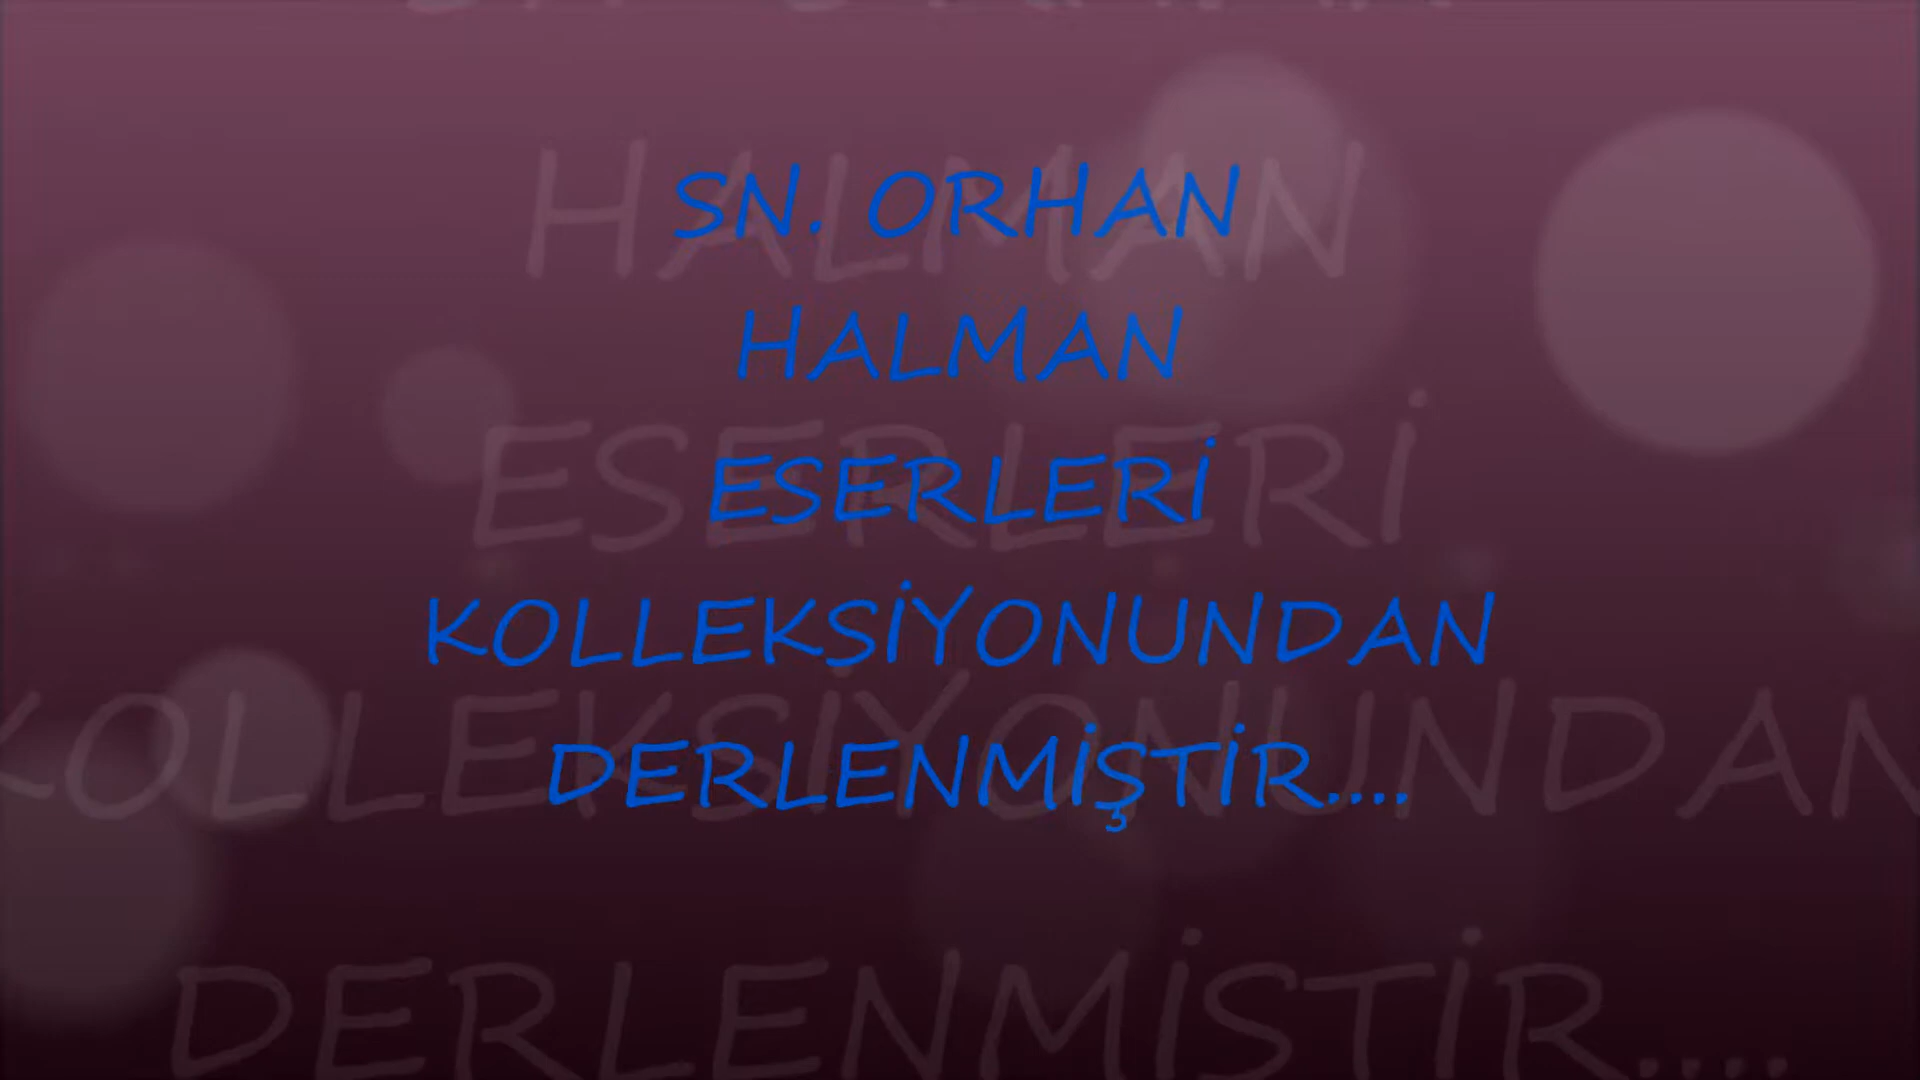 SN. ORHAN
HALMAN
ESERLERİ
KOLLEKSİYONUNDAN
DERLENMİŞTİR....